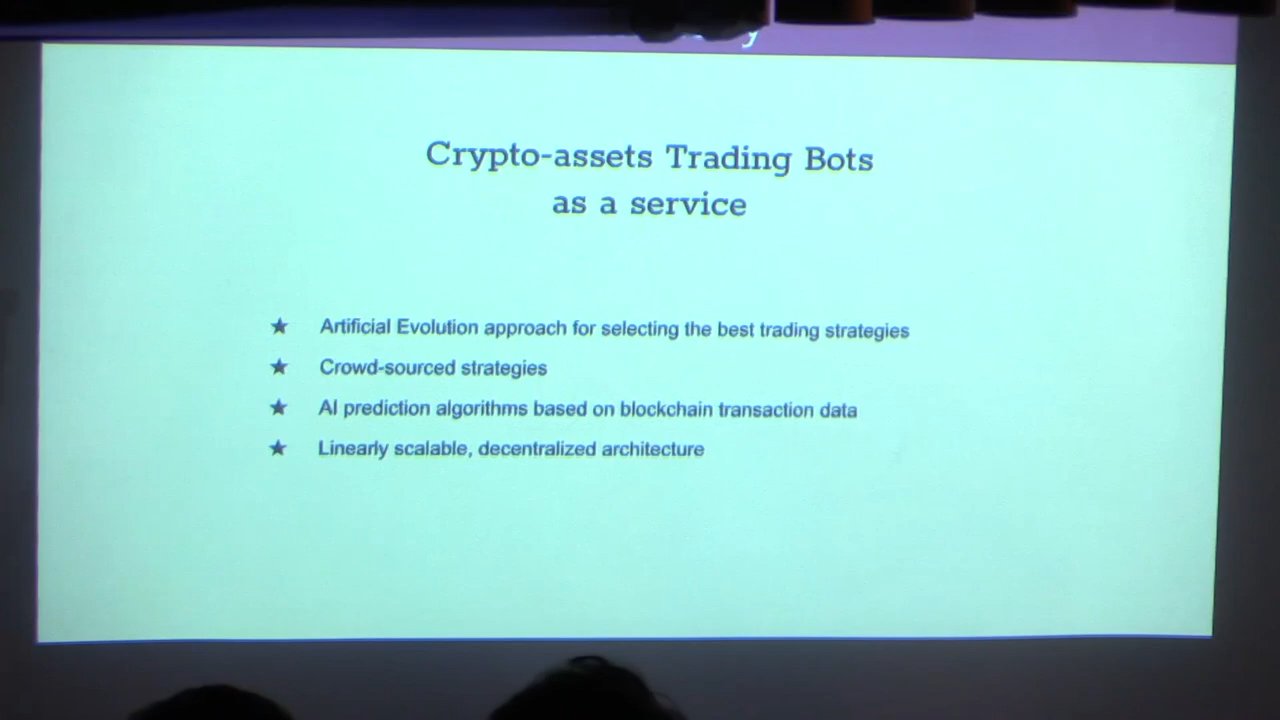 Crypto-assets Trading Bots
as a service
★ Artificial Evolution approach for selecting the best trading strategies
★ Crowd-sourced strategies
★ AI prediction algorithms based on blockchain transaction data
★ Linearly scalable, decentralized architecture